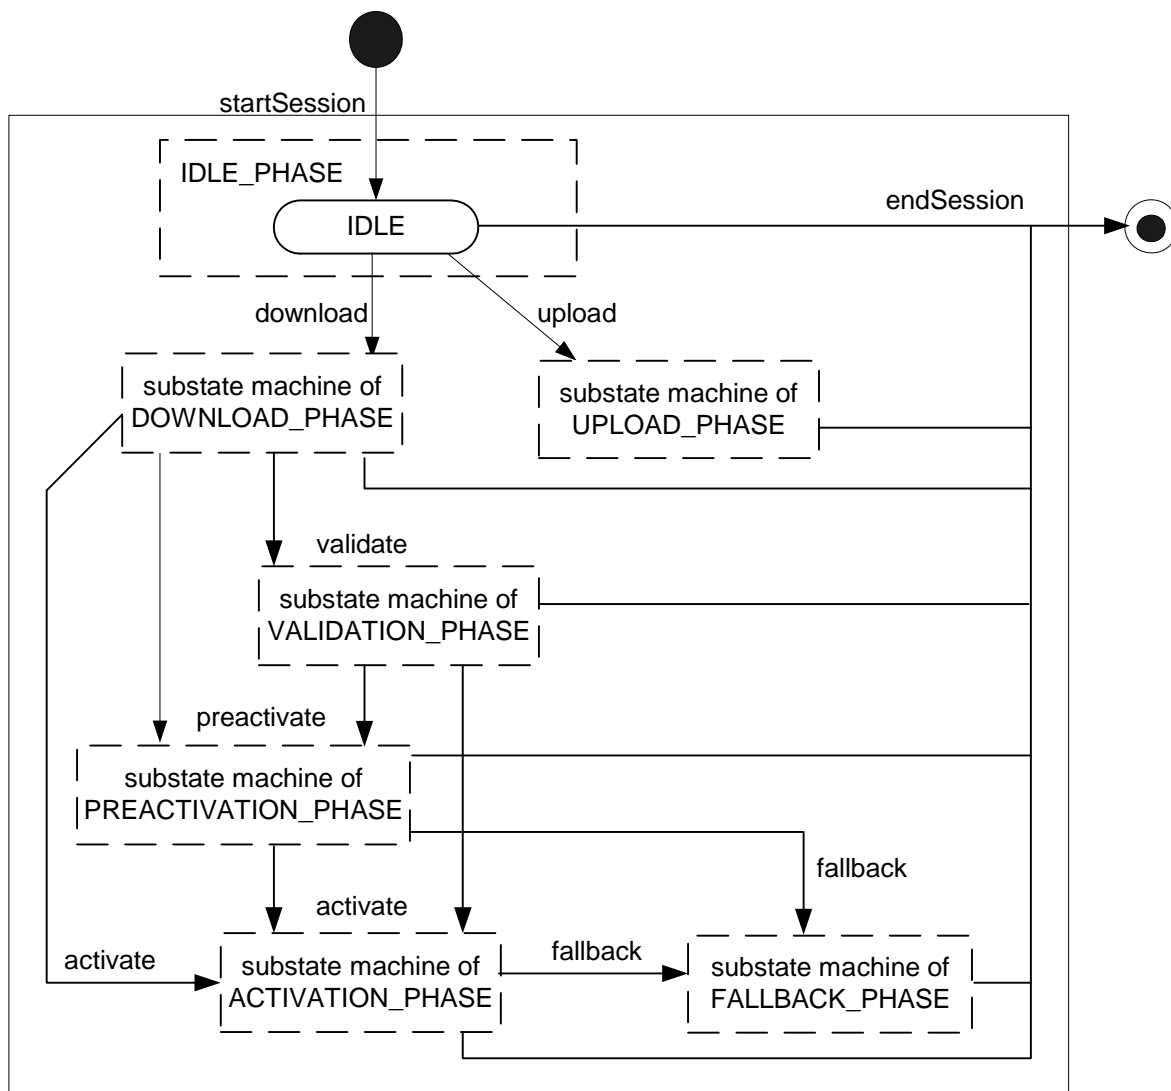 startSession
IDLE_PHASE
endSession
IDLE
download
upload
substate machine of
DOWNLOAD_PHASE
substate machine of
UPLOAD_PHASE
validate
substate machine of
VALIDATION_PHASE
preactivate
substate machine of
PREACTIVATION_PHASE
fallback
activate
activate
fallback
substate machine of
ACTIVATION_PHASE
substate machine of
FALLBACK_PHASE